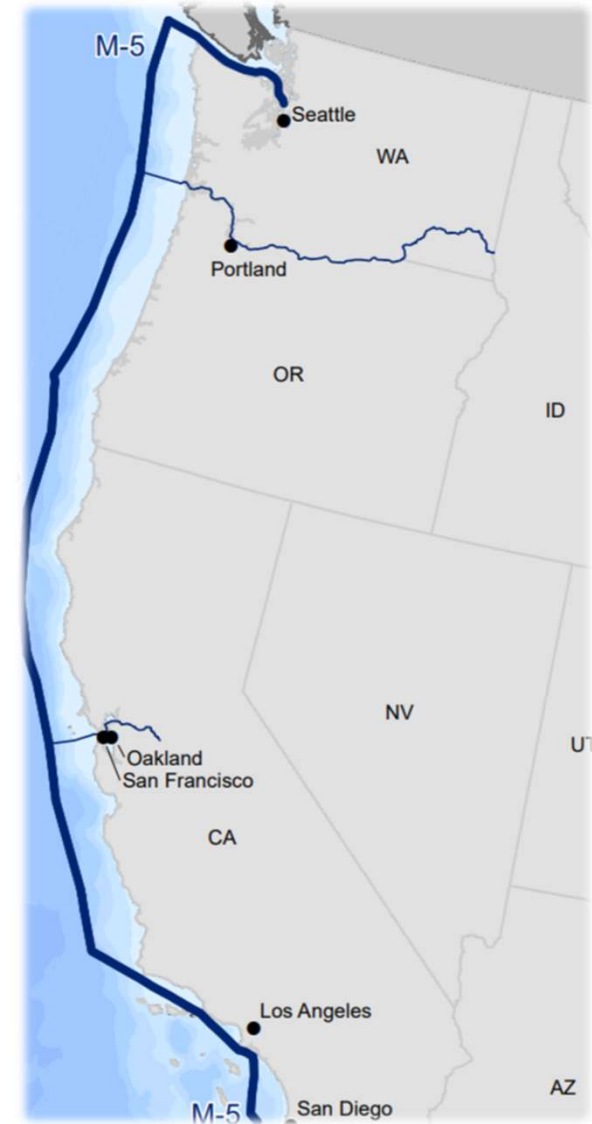 M-5
Seattle
WA
Portland
OR
ID
NV
Oakland
San Francisco
CA
Los Angeles
AZ
San Diego
M-5